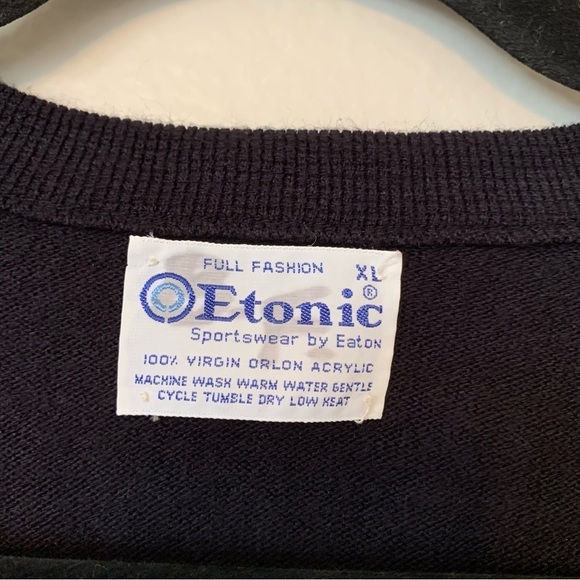 FULL FASHION XL
Etonic®
Sportswear by Eaton
100% VIRGIN ORLON ACRYLIC
MACHINE WASH WARM WATER GENTLE
CYCLE TUMBLE DRY LOW HEAT